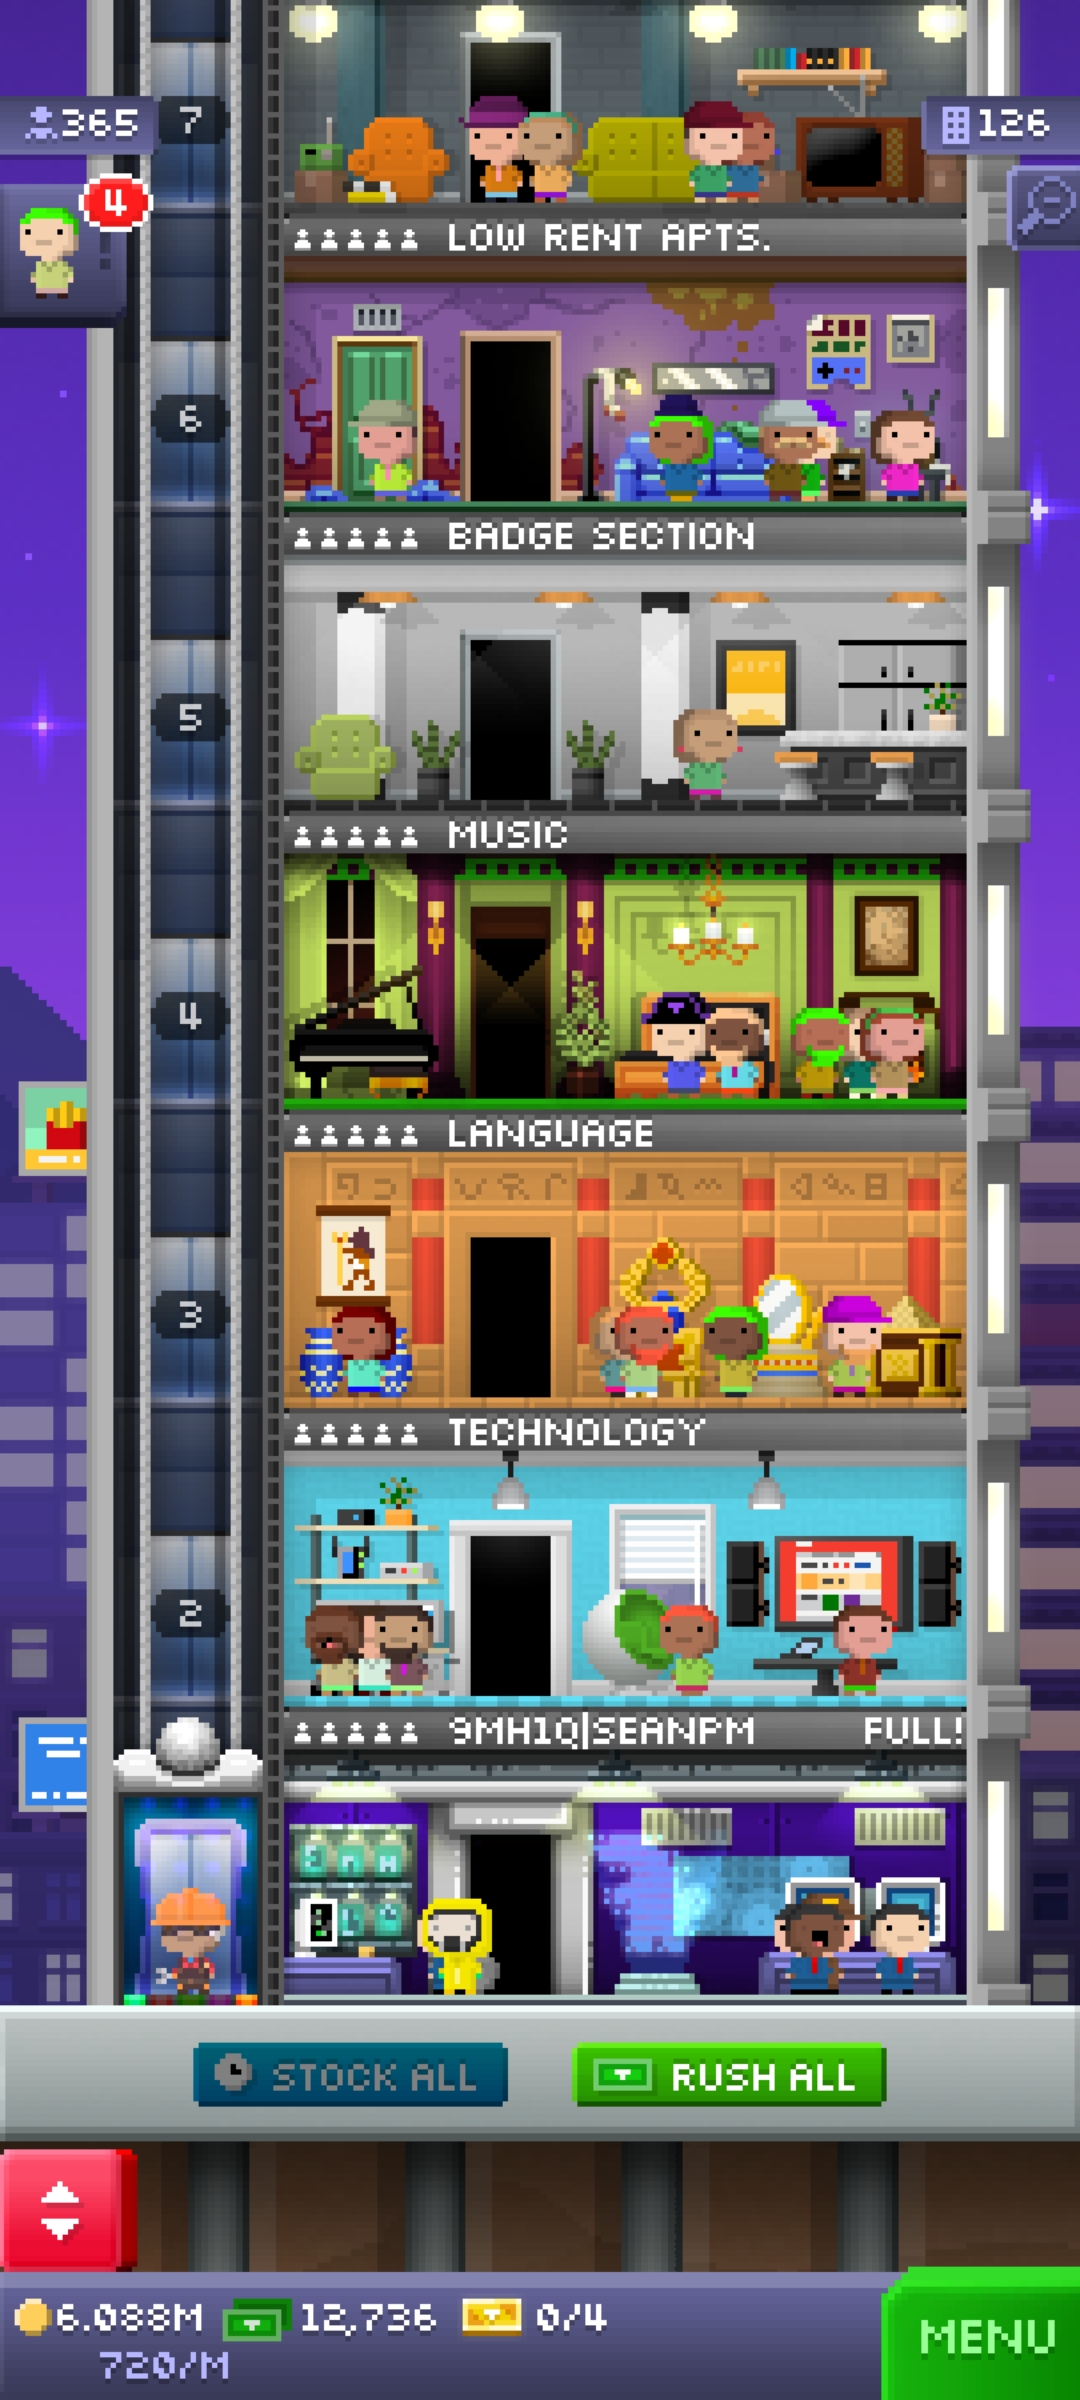 7
365
126
4
LOW RENT APTS.
6
BADGE SECTION
5
MUSIC
4
LANGUAGE
3
TECHNOLOGY
2
9MH1Q|SEANPM FULL!
STOCK ALL
RUSH ALL
6.088M 12,736 0/4
720/M
MENU